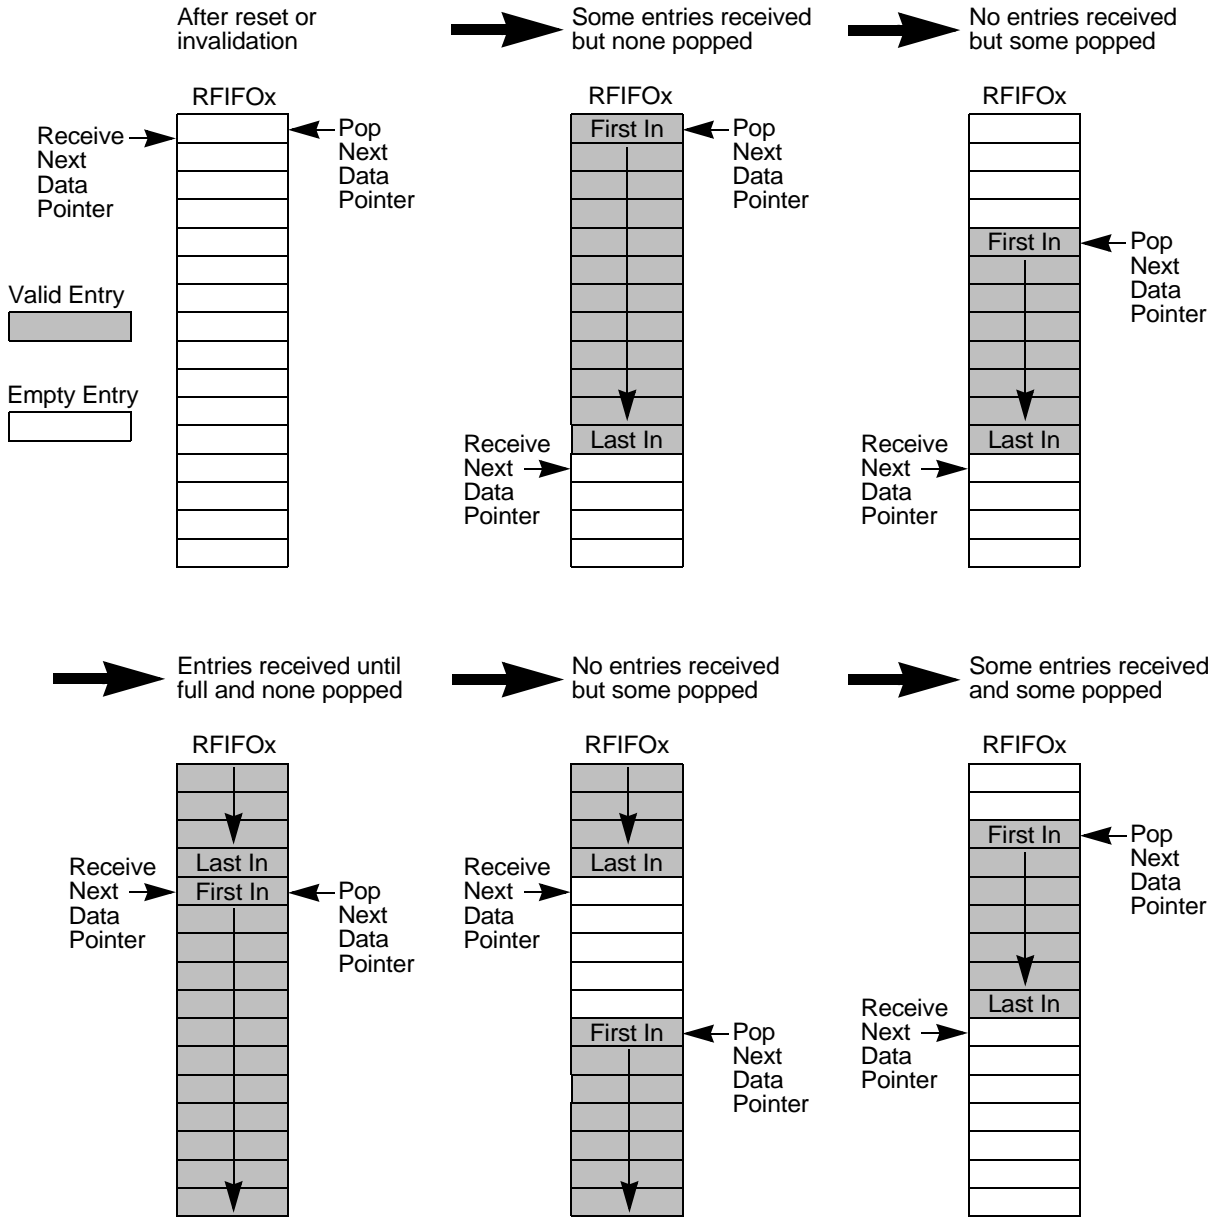 After reset or
invalidation
RFIFOx
Receive
Next
Data
Pointer
Pop
Next
Data
Pointer
Valid Entry
Empty Entry
Some entries received
but none popped
RFIFOx
First In
Last In
Pop
Next
Data
Pointer
Receive
Next
Data
Pointer
No entries received
but some popped
RFIFOx
First In
Last In
Pop
Next
Data
Pointer
Receive
Next
Data
Pointer
Entries received until
full and none popped
RFIFOx
Last In
First In
Receive
Next
Data
Pointer
Pop
Next
Data
Pointer
No entries received
but some popped
RFIFOx
Last In
Receive
Next
Data
Pointer
First In
Pop
Next
Data
Pointer
Some entries received
and some popped
RFIFOx
First In
Pop
Next
Data
Pointer
Last In
Receive
Next
Data
Pointer